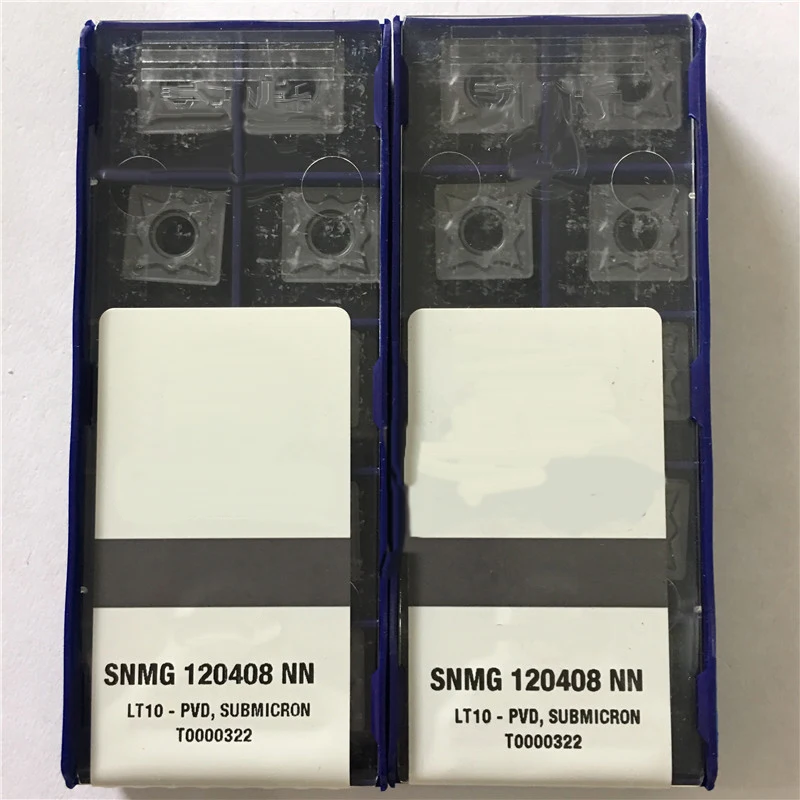 SNMG 120408 NN
LT10 - PVD, SUBMICRON
T0000322
SNMG 120408 NN
LT10 - PVD, SUBMICRON
T0000322